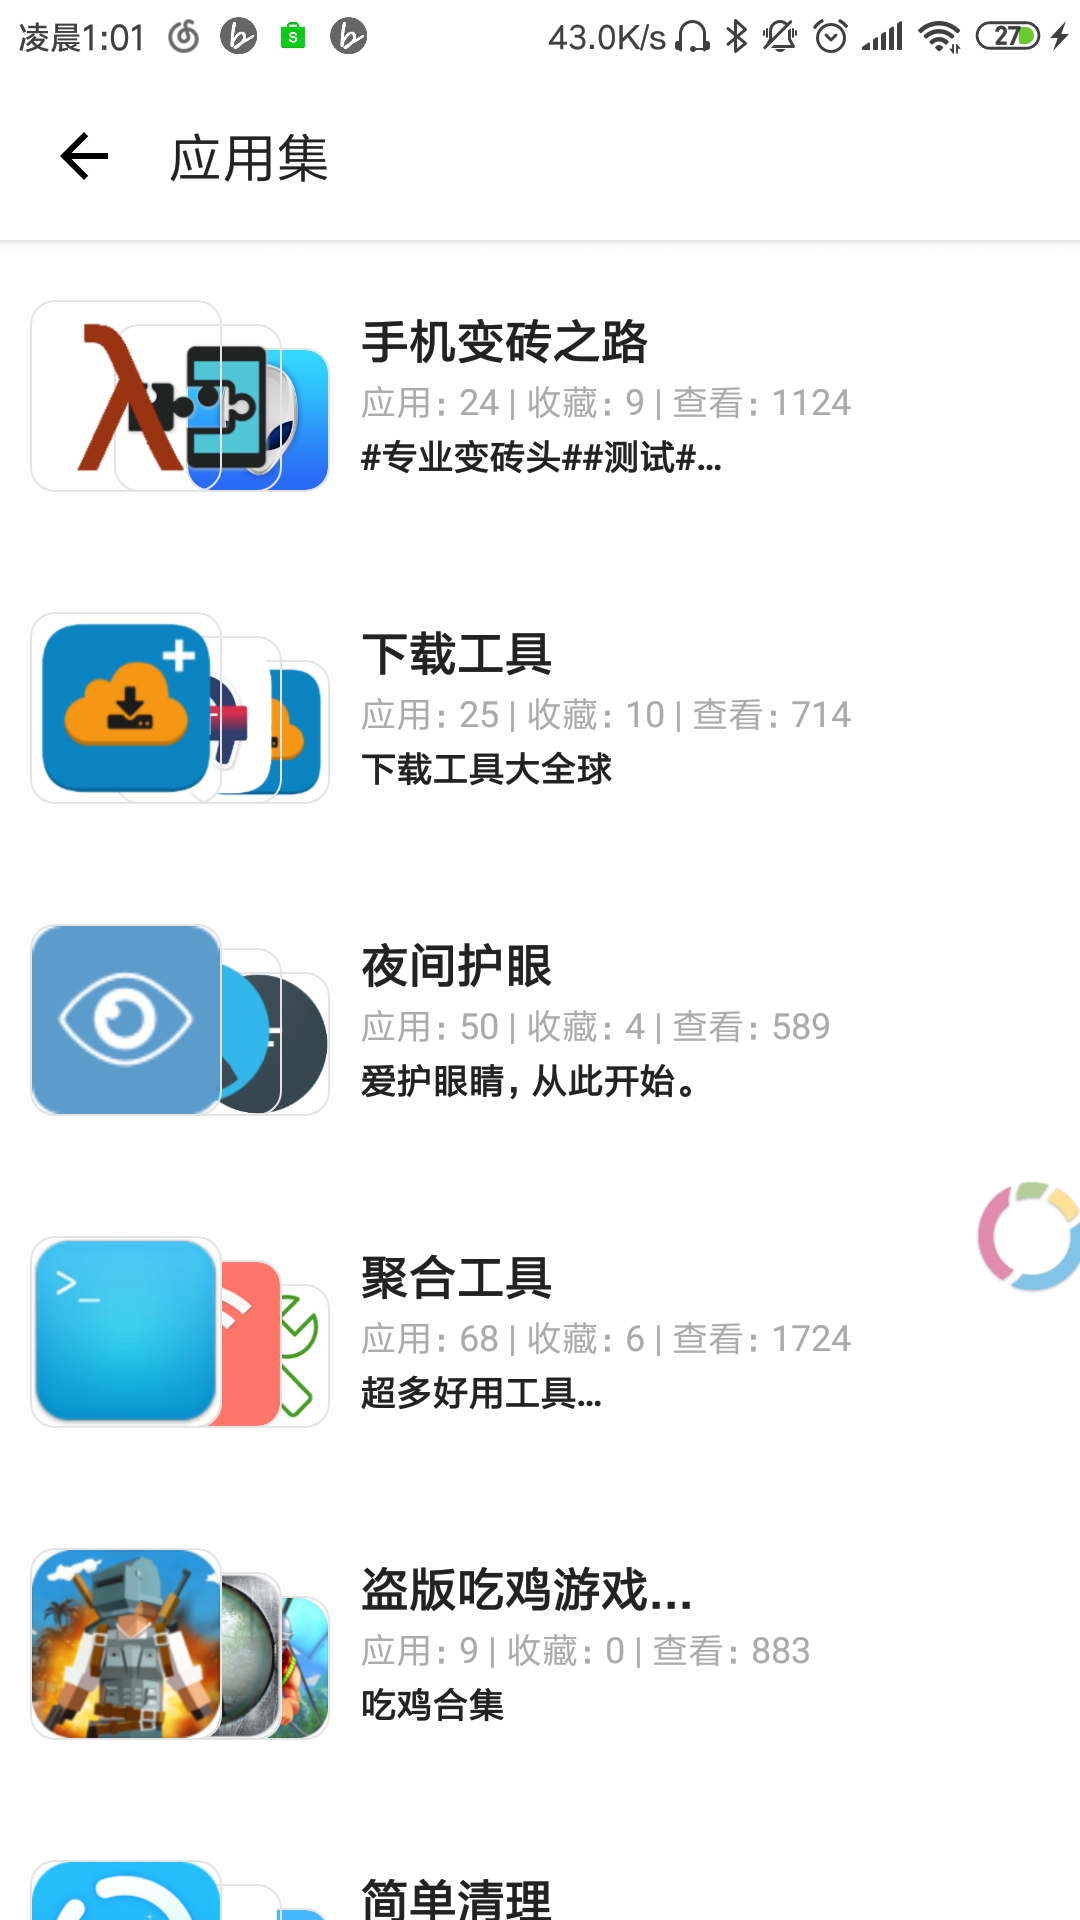 凌晨1:01
43.0K/s
27
应用集
手机变砖之路
应用: 24 | 收藏: 9 | 查看: 1124
#专业变砖头##测试#...
下载工具
应用: 25 | 收藏: 10 | 查看: 714
下载工具大全球
夜间护眼
应用: 50 | 收藏: 4 | 查看: 589
爱护眼睛，从此开始。
聚合工具
应用: 68 | 收藏: 6 | 查看: 1724
超多好用工具...
盗版吃鸡游戏...
应用: 9 | 收藏: 0 | 查看: 883
吃鸡合集
简单清理